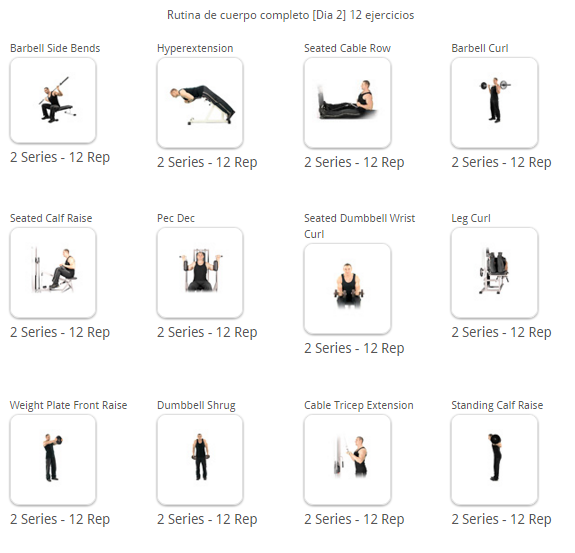 Rutina de cuerpo completo [Dia 2] 12 ejercicios
Barbell Side Bends
2 Series - 12 Rep
Hyperextension
2 Series - 12 Rep
Seated Cable Row
2 Series - 12 Rep
Barbell Curl
2 Series - 12 Rep
Seated Calf Raise
2 Series - 12 Rep
Pec Dec
2 Series - 12 Rep
Seated Dumbbell Wrist
Curl
2 Series - 12 Rep
Leg Curl
2 Series - 12 Rep
Weight Plate Front Raise
2 Series - 12 Rep
Dumbbell Shrug
2 Series - 12 Rep
Cable Tricep Extension
2 Series - 12 Rep
Standing Calf Raise
2 Series - 12 Rep